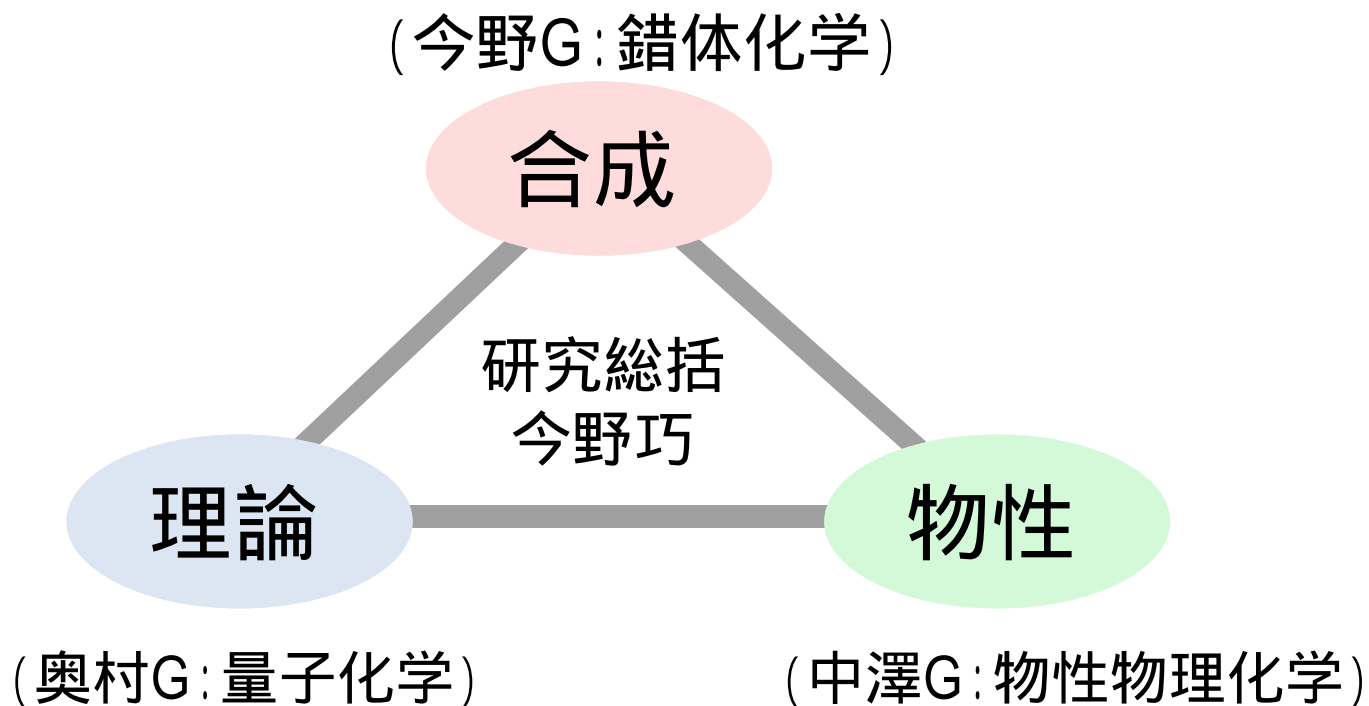 （今野G：錯体化学）
合成
研究総括
今野巧
理論
物性
（奥村G：量子化学）
（中澤G：物性物理化学）